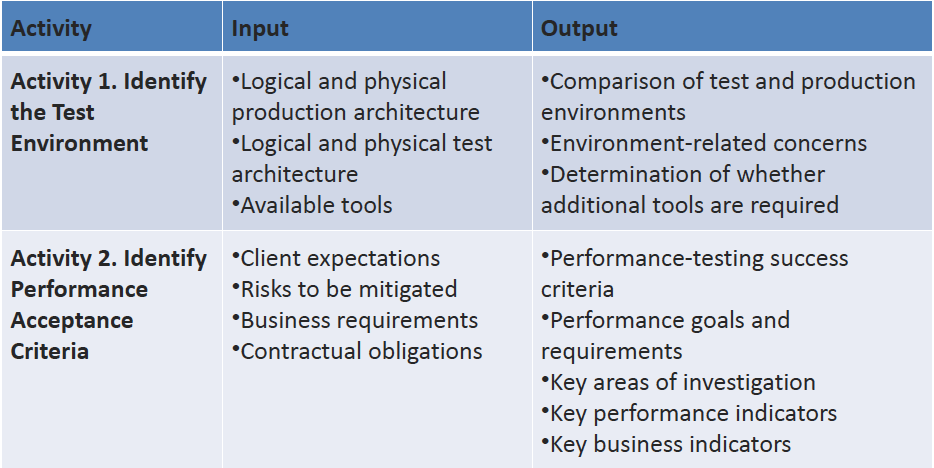 Activity
Input
Output
Activity 1. Identify
the Test
Environment
•Logical and physical
production architecture
•Logical and physical test
architecture
•Available tools
•Comparison of test and production
environments
•Environment-related concerns
•Determination of whether
additional tools are required
Activity 2. Identify
Performance
Acceptance
Criteria
•Client expectations
•Risks to be mitigated
•Business requirements
•Contractual obligations
•Performance-testing success
criteria
•Performance goals and
requirements
•Key areas of investigation
•Key performance indicators
•Key business indicators